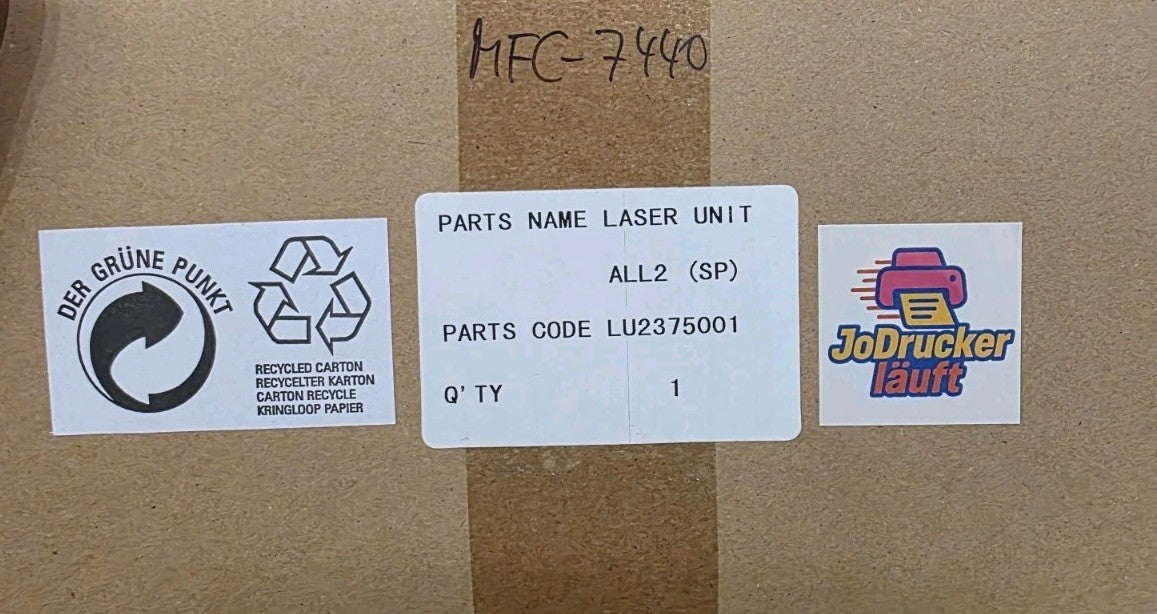 MFC-7440
DER GRÜNE PUNKT
RECYCLED CARTON
RECYCELTER KARTON
CARTON RECYCLE
KRINGLOOP PAPIER
PARTS NAME LASER UNIT
ALL2 (SP)
PARTS CODE LU2375001
Q'TY 1
JoDrucker
läuft